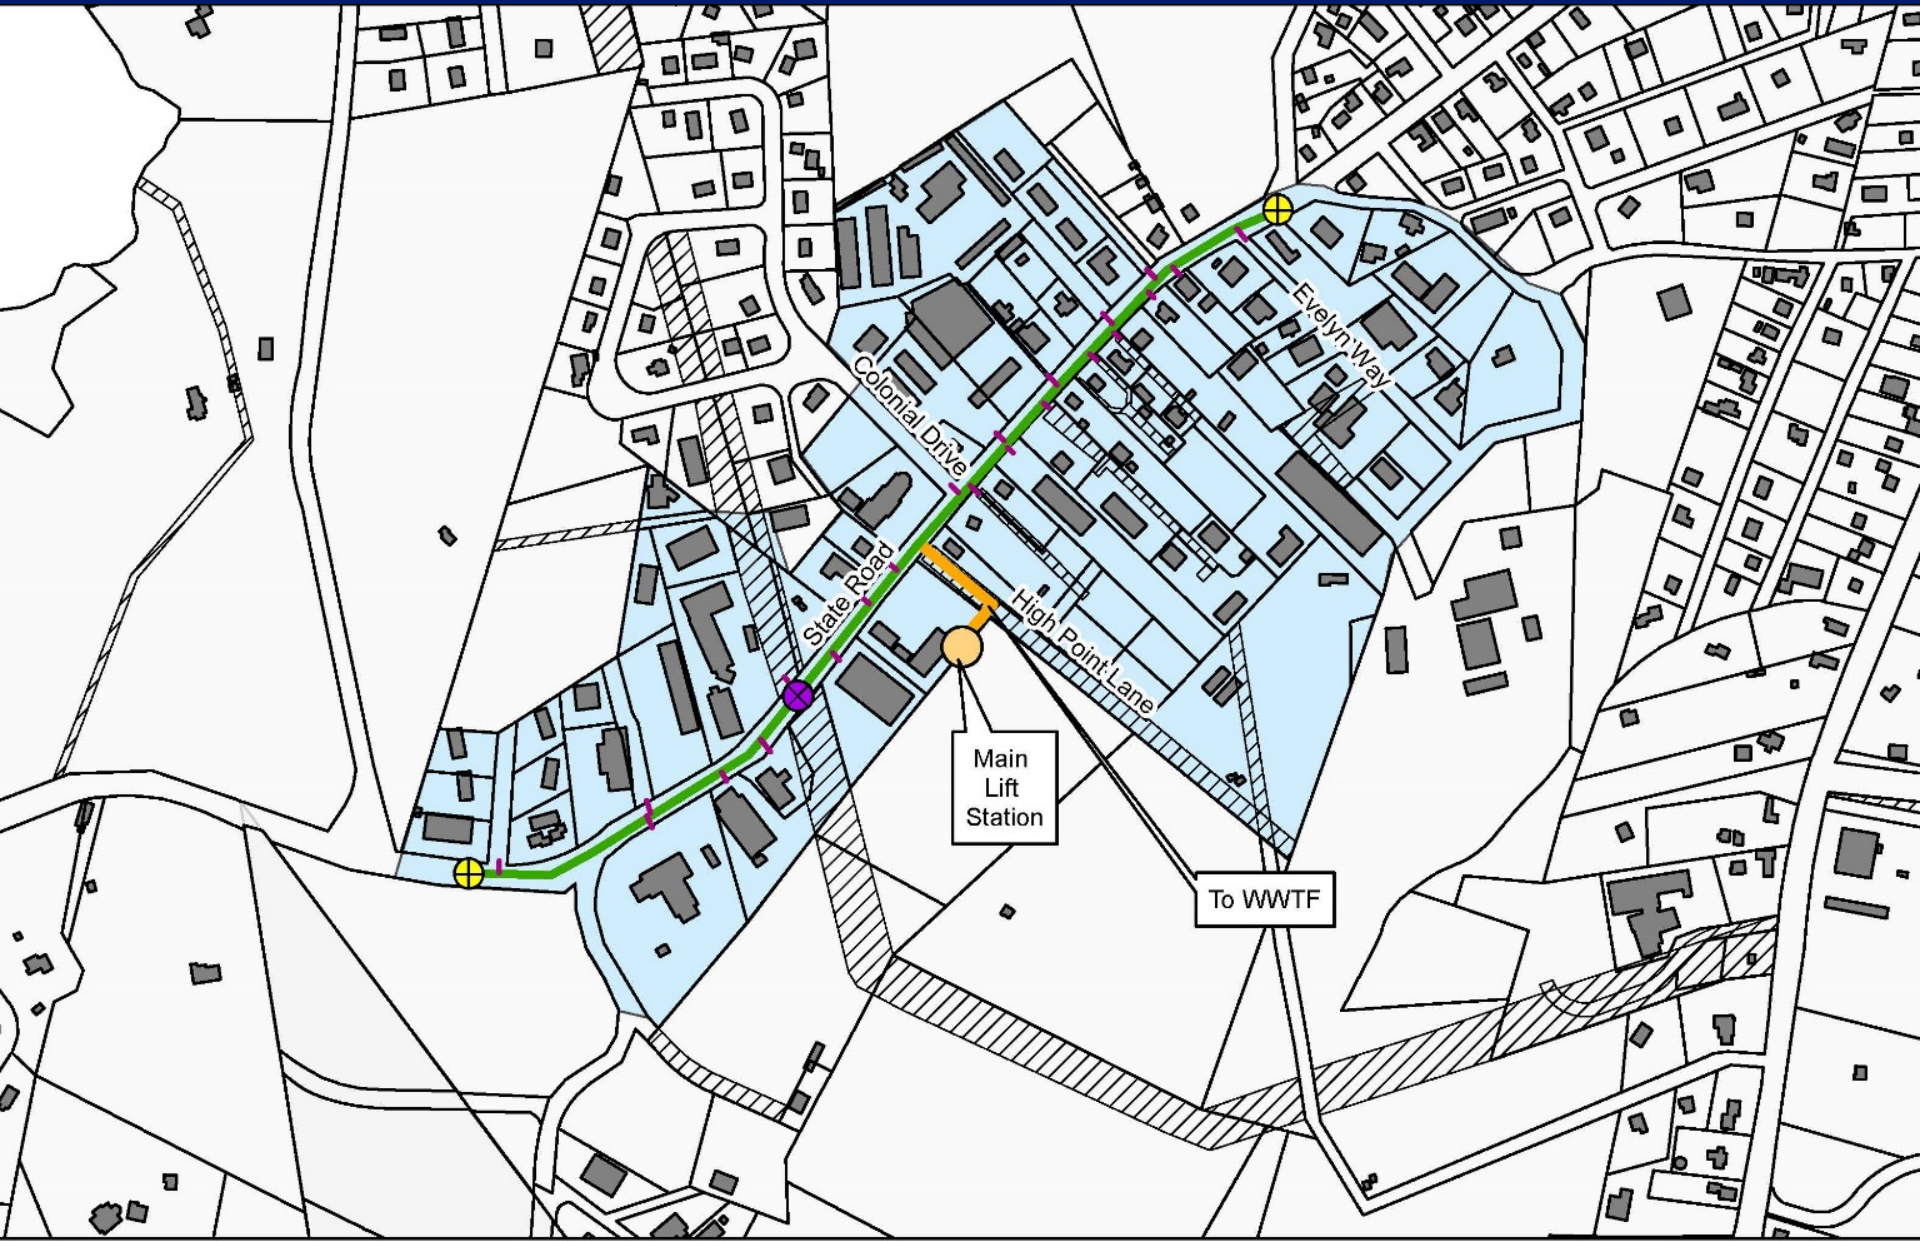 Evelyn Way
Colonial Drive
State Road
High Point Lane
Main
Lift
Station
To WWTF